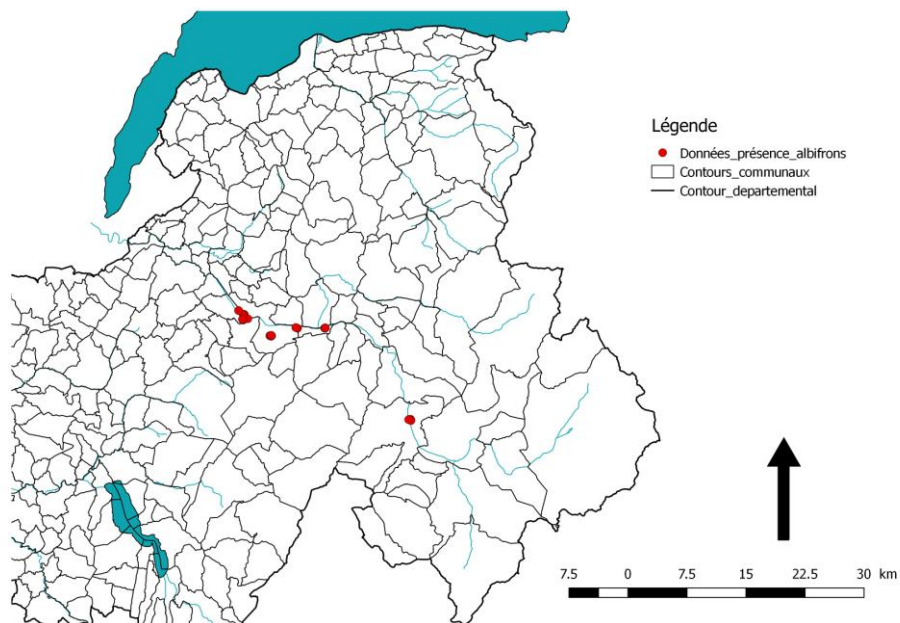 Légende
Données_présence_albifrons
Contours_communaux
Contour_departemental
7.5 0 7.5 15 22.5 30 km